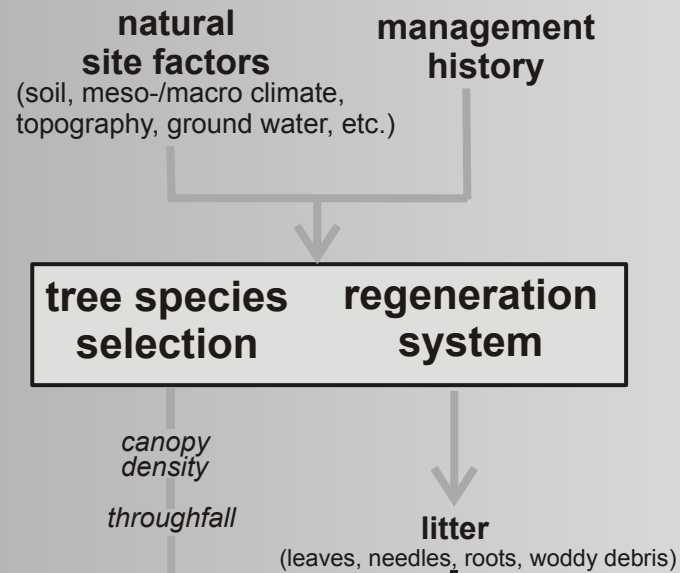 natural
site factors
(soil, meso-/macro climate,
topography, ground water, etc.)
management
history
tree species
selection
regeneration
system
canopy
density
throughfall
litter
(leaves, needles, roots, woddy debris)